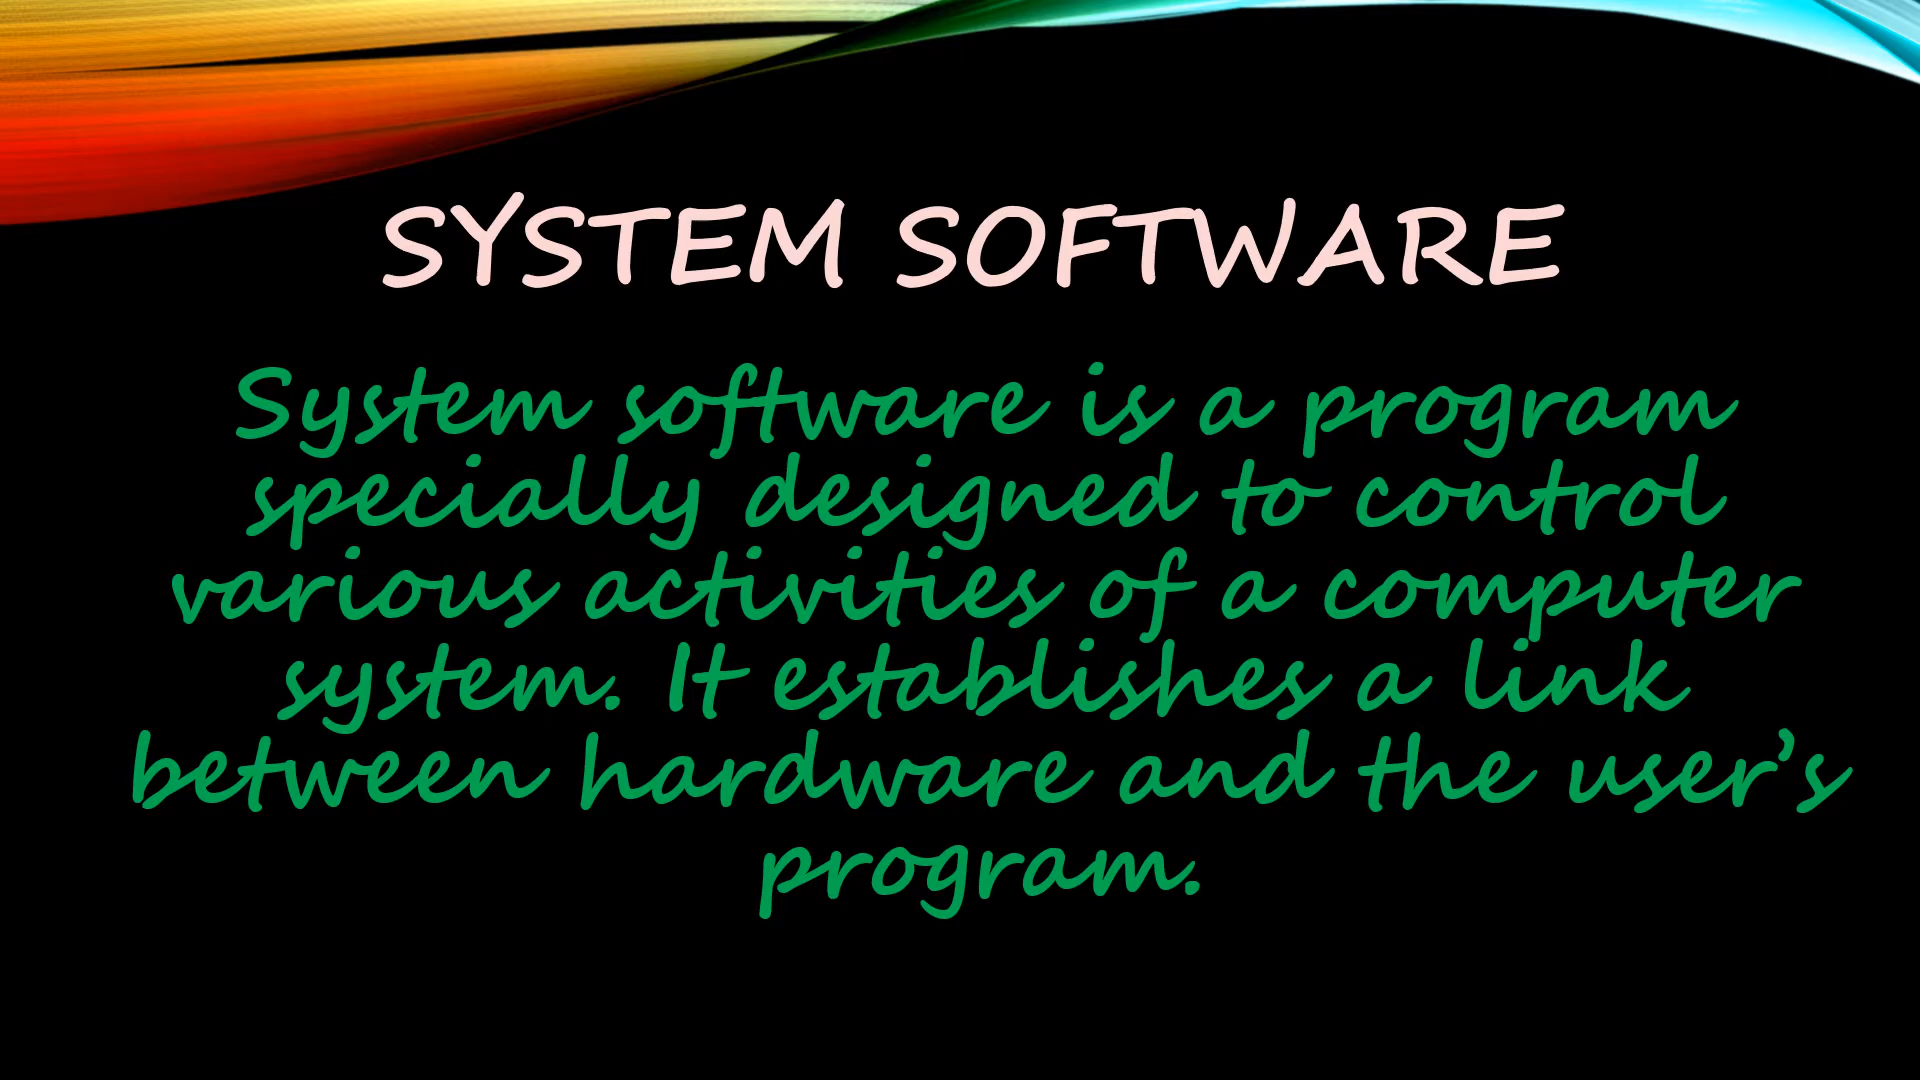 SYSTEM SOFTWARE
System software is a program
specially designed to control
various activities of a computer
system. It establishes a link
between hardware and the user’s
program.